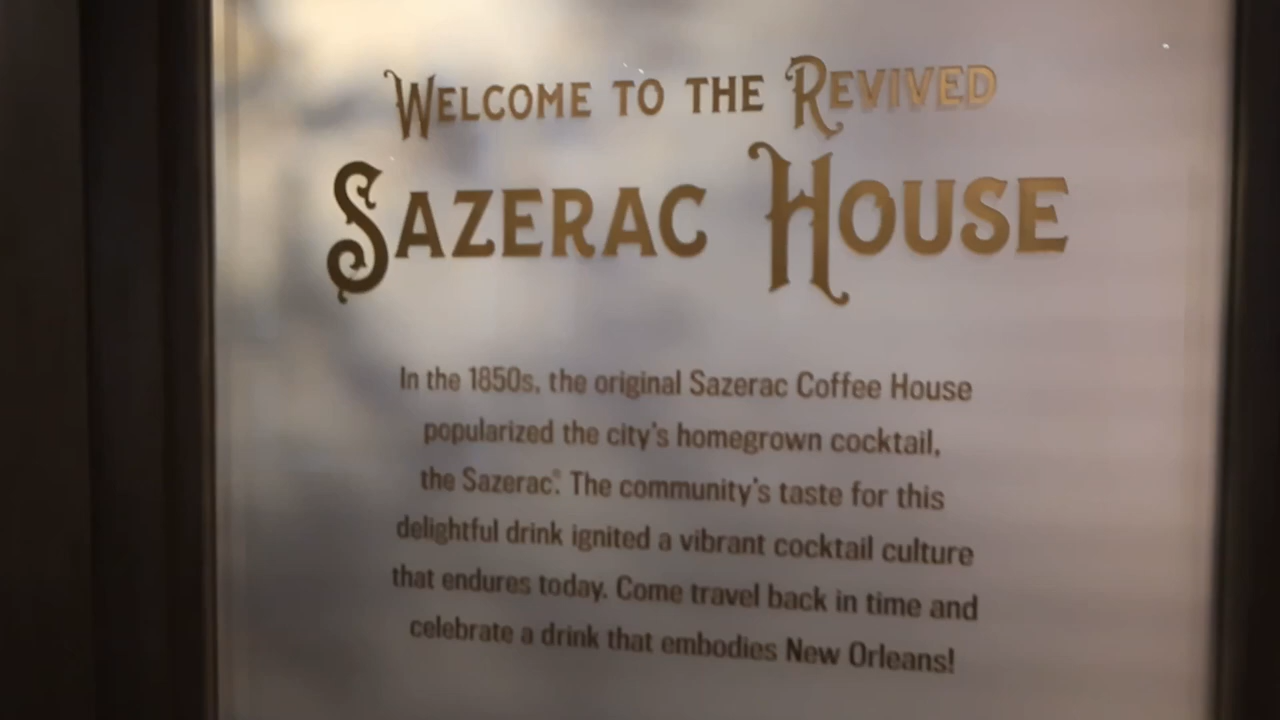 WELCOME TO THE REVIVED
SAZERAC HOUSE
In the 1850s, the original Sazerac Coffee House
popularized the city's homegrown cocktail,
the Sazerac®. The community's taste for this
delightful drink ignited a vibrant cocktail culture
that endures today. Come travel back in time and
celebrate a drink that embodies New Orleans!